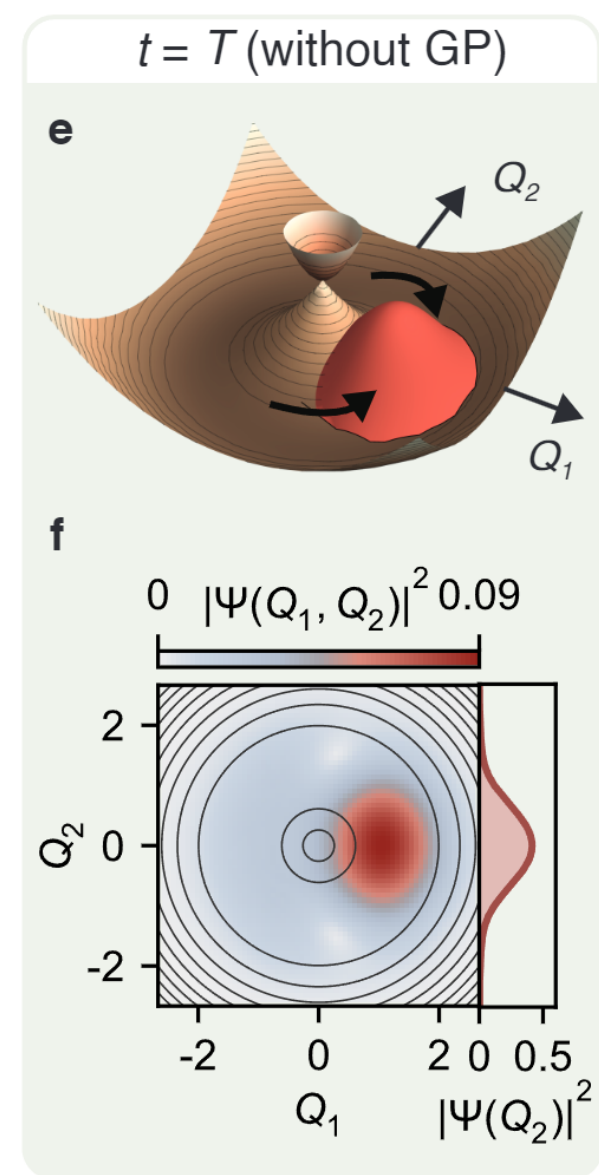 t = T (without GP)
e
Q₂
Q₁
f
0 |Ψ(Q₁, Q₂)|² 0.09
2
0
-2
Q₂
-2 0 2 0 0.5
Q₁ |Ψ(Q₂)|²